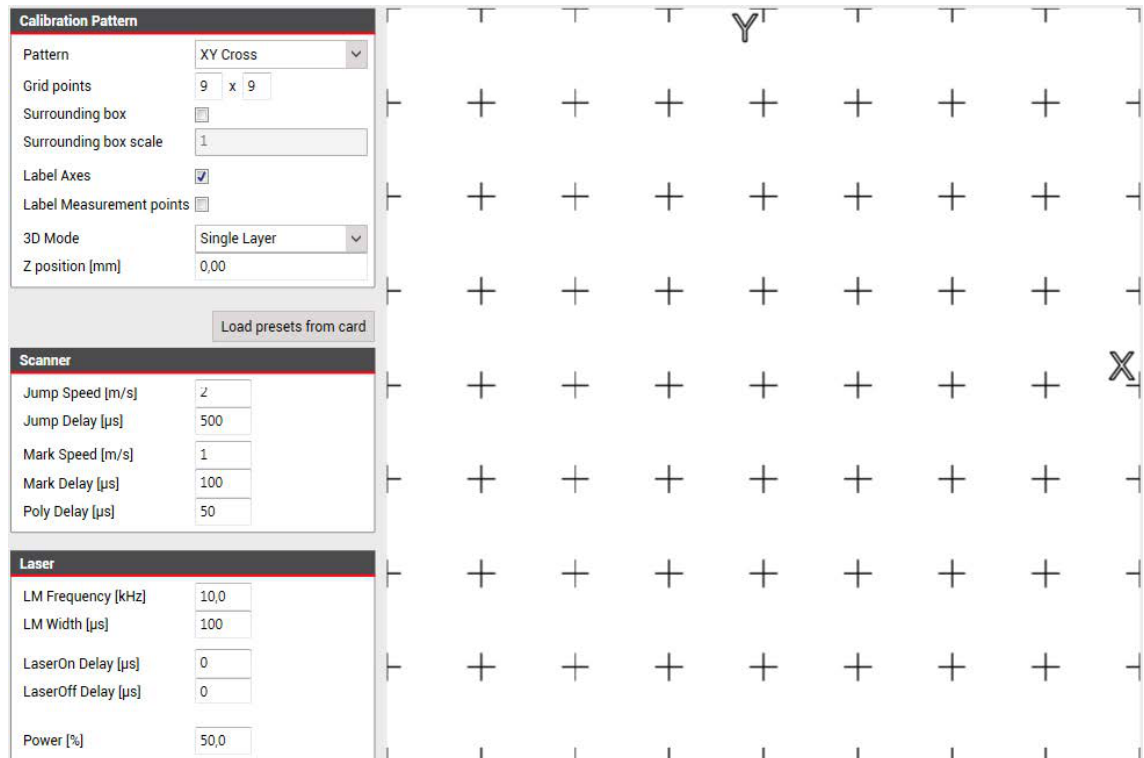 Calibration Pattern
Pattern XY Cross
Grid points 9 x 9
Surrounding box
Surrounding box scale 1
Label Axes
Label Measurement points
3D Mode Single Layer
Z position [mm] 0,00
Load presets from card
Scanner
Jump Speed [m/s] 2
Jump Delay [µs] 500
Mark Speed [m/s] 1
Mark Delay [µs] 100
Poly Delay [µs] 50
Laser
LM Frequency [kHz] 10,0
LM Width [µs] 100
LaserOn Delay [µs] 0
LaserOff Delay [µs] 0
Power [%] 50,0
Y
X